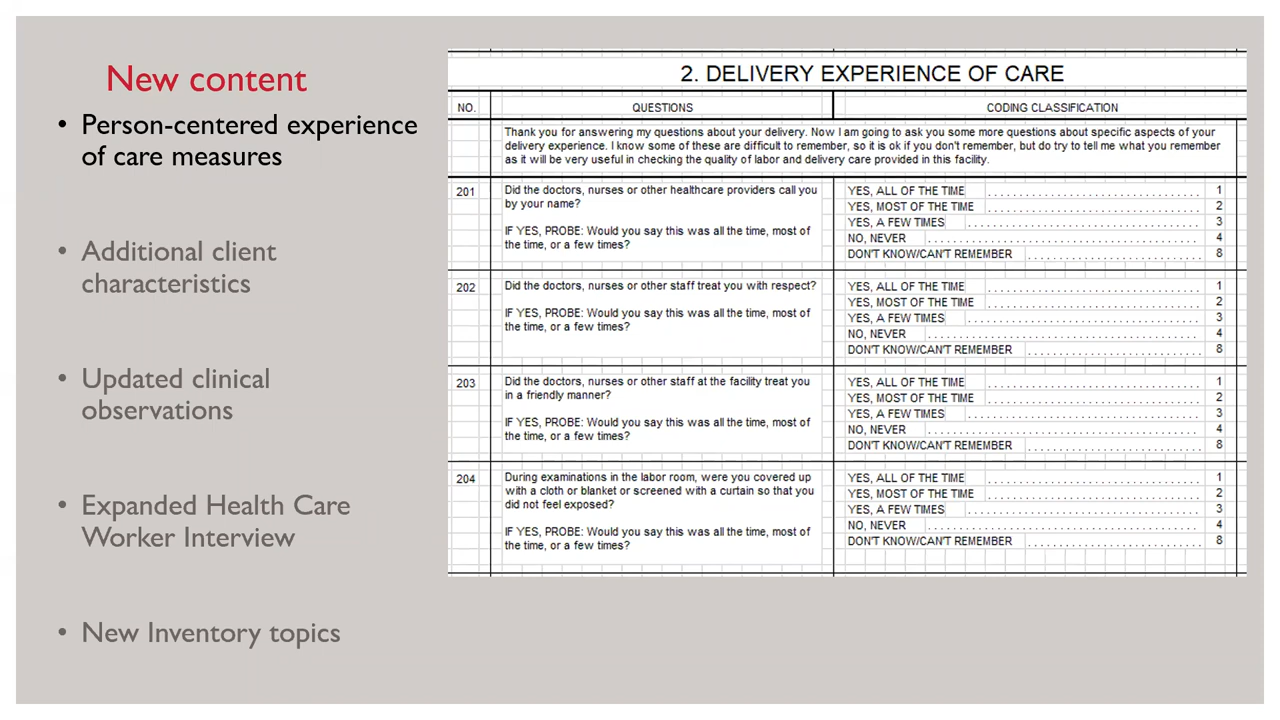 New content
• Person-centered experience
of care measures
• Additional client
characteristics
• Updated clinical
observations
• Expanded Health Care
Worker Interview
• New Inventory topics
2. DELIVERY EXPERIENCE OF CARE
NO. QUESTIONS CODING CLASSIFICATION
Thank you for answering my questions about your delivery. Now I am going to ask you some more questions about specific aspects of your
delivery experience. I know some of these are difficult to remember, so it is ok if you don't remember, but do try to tell me what you remember
as it will be very useful in checking the quality of labor and delivery care provided in this facility.
201 Did the doctors, nurses or other healthcare providers call you
by your name?
IF YES, PROBE: Would you say this was all the time, most of
the time, or a few times?
YES, ALL OF THE TIME 1
YES, MOST OF THE TIME 2
YES, A FEW TIMES 3
NO, NEVER 4
DON'T KNOW/CAN'T REMEMBER 8
202 Did the doctors, nurses or other staff treat you with respect?
IF YES, PROBE: Would you say this was all the time, most of
the time, or a few times?
YES, ALL OF THE TIME 1
YES, MOST OF THE TIME 2
YES, A FEW TIMES 3
NO, NEVER 4
DON'T KNOW/CAN'T REMEMBER 8
203 Did the doctors, nurses or other staff at the facility treat you
in a friendly manner?
IF YES, PROBE: Would you say this was all the time, most of
the time, or a few times?
YES, ALL OF THE TIME 1
YES, MOST OF THE TIME 2
YES, A FEW TIMES 3
NO, NEVER 4
DON'T KNOW/CAN'T REMEMBER 8
204 During examinations in the labor room, were you covered up
with a cloth or blanket or screened with a curtain so that you
did not feel exposed?
IF YES, PROBE: Would you say this was all the time, most of
the time, or a few times?
YES, ALL OF THE TIME 1
YES, MOST OF THE TIME 2
YES, A FEW TIMES 3
NO, NEVER 4
DON'T KNOW/CAN'T REMEMBER 8